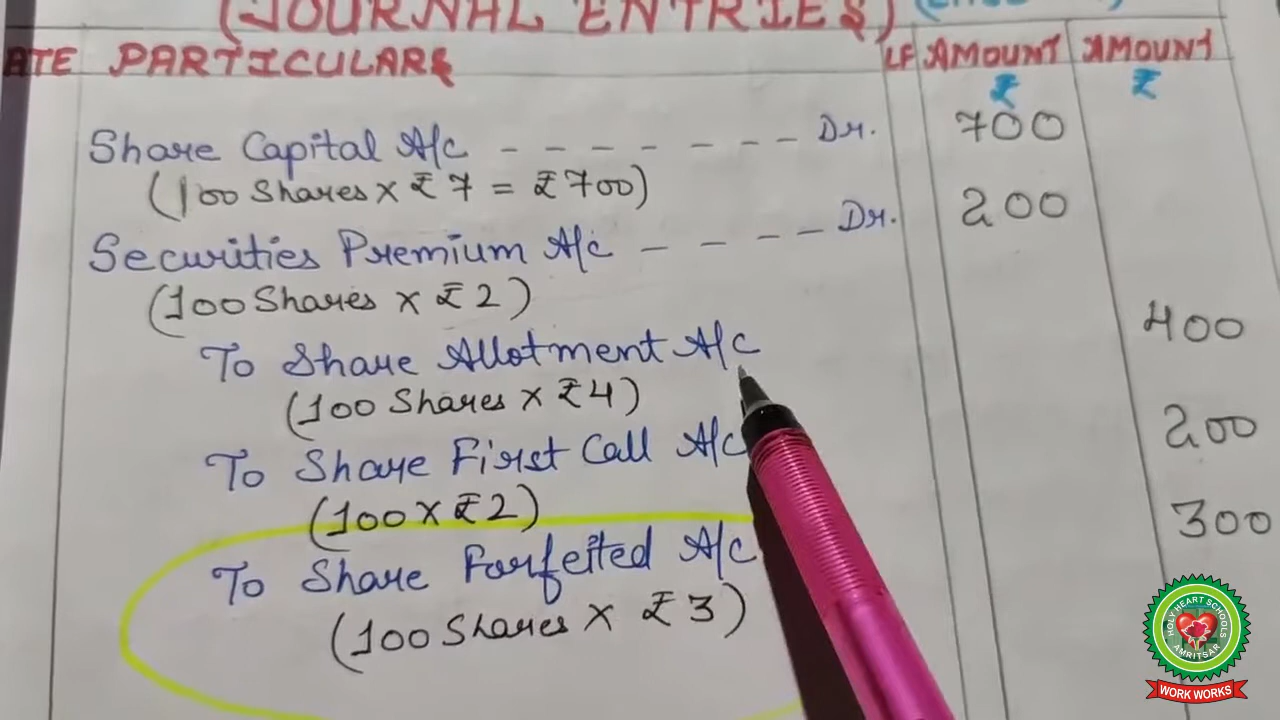 (JOURNAL ENTRIES)
ATE PARTICULARS LF AMOUNT ₹ AMOUNT ₹
Share Capital A/c - - - - - - - Dr. 700
(100 Shares × ₹7 = ₹700)
Securities Premium A/c - - - - Dr. 200
(100 Shares × ₹2)
To Share Allotment A/c 400
(100 Shares × ₹4)
To Share First Call A/c 200
(100 × ₹2)
To Share Forfeited A/c 300
(100 Shares × ₹3)
HOLY HEART SCHOOLS
AMRITSAR
WORK WORKS